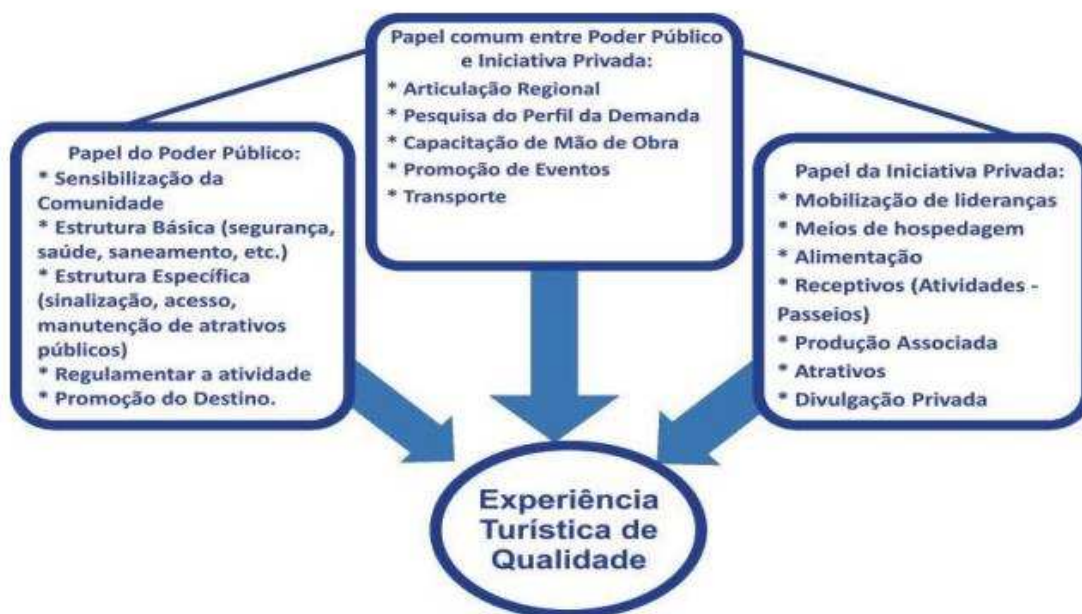 Papel comum entre Poder Público
e Iniciativa Privada:
* Articulação Regional
* Pesquisa do Perfil da Demanda
* Capacitação de Mão de Obra
* Promoção de Eventos
* Transporte
Papel do Poder Público:
* Sensibilização da
Comunidade
* Estrutura Básica (segurança,
saúde, saneamento, etc.)
* Estrutura Específica
(sinalização, acesso,
manutenção de atrativos
públicos)
* Regulamentar a atividade
* Promoção do Destino.
Papel da Iniciativa Privada:
* Mobilização de lideranças
* Meios de hospedagem
* Alimentação
* Receptivos (Atividades -
Passeios)
* Produção Associada
* Atrativos
* Divulgação Privada
Experiência
Turística de
Qualidade